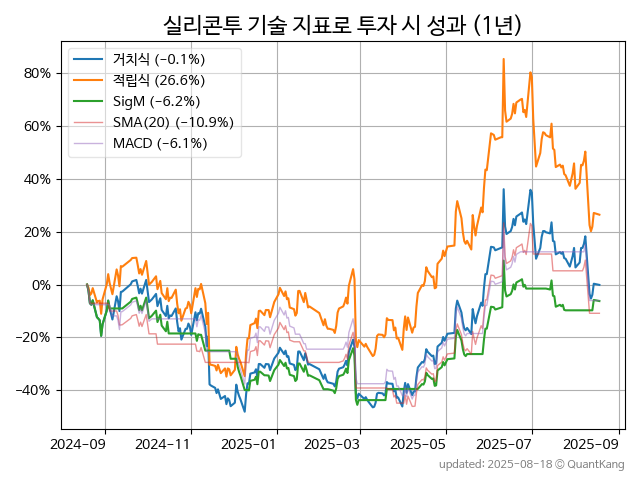 실리콘투 기술 지표로 투자 시 성과 (1년)
거치식 (−0.1%)
적립식 (26.6%)
SigM (−6.2%)
SMA(20) (−10.9%)
MACD (−6.1%)
80%
60%
40%
20%
0%
−20%
−40%
2024-09 2024-11 2025-01 2025-03 2025-05 2025-07 2025-09
updated: 2025-08-18 © QuantKang